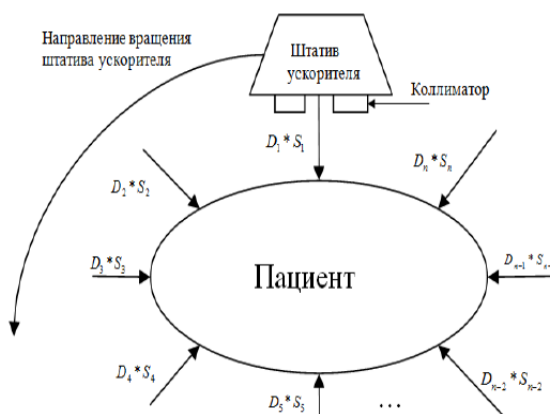 Направление вращения
штатива ускорителя
Штатив
ускорителя
Коллиматор
D₁ * S₁
Dₙ * Sₙ
D₂ * S₂
D₃ * S₃
Пациент
Dₙ₋₁ * Sₙ₋
D₄ * S₄
D₅ * S₅
...
Dₙ₋₂ * Sₙ₋₂